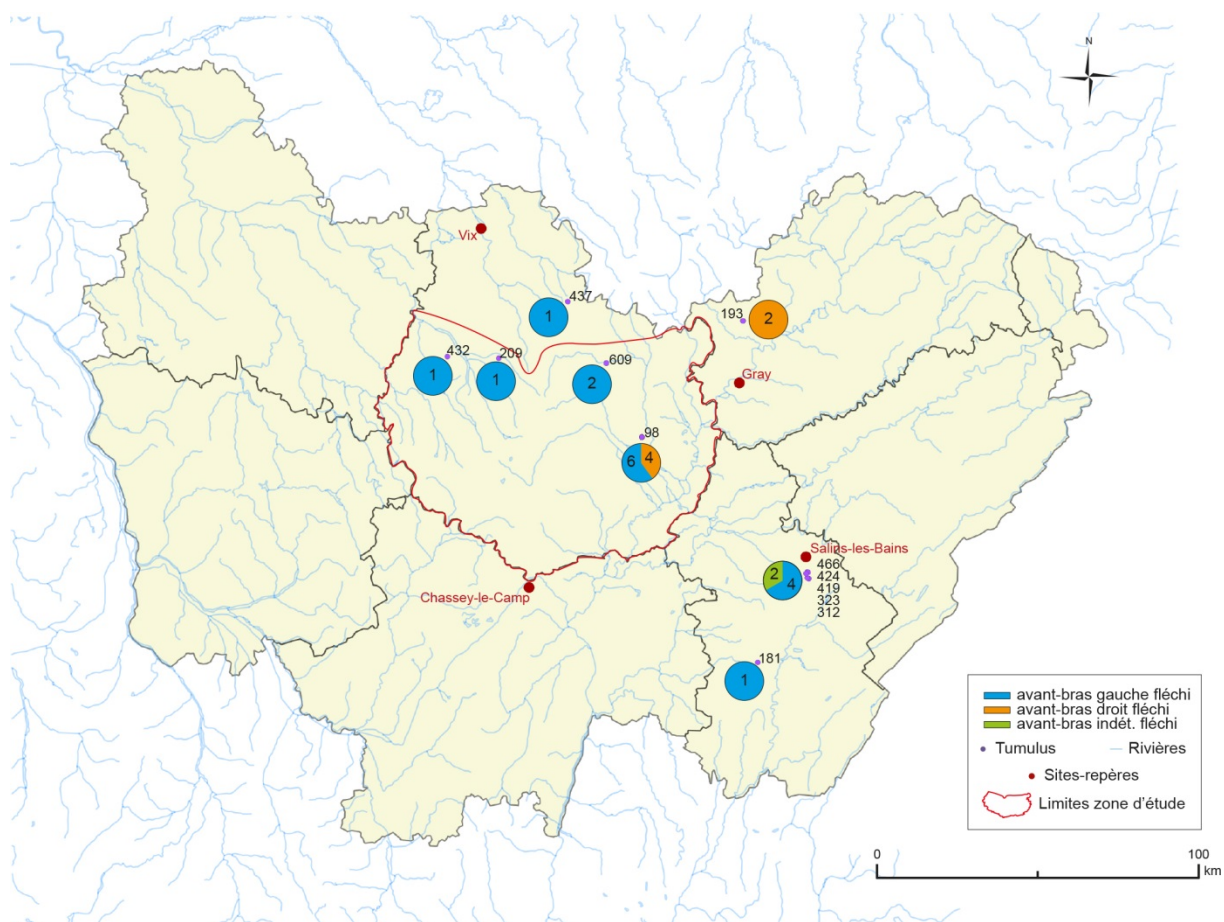 N
Vix
437
1
432
1
209
1
609
2
193
2
Gray
98
6
4
Salins-les-Bains
2
4
466
424
419
323
312
Chassey-le-Camp
181
1
avant-bras gauche fléchi
avant-bras droit fléchi
avant-bras indét. fléchi
Tumulus
Rivières
Sites-repères
Limites zone d'étude
0
100
km